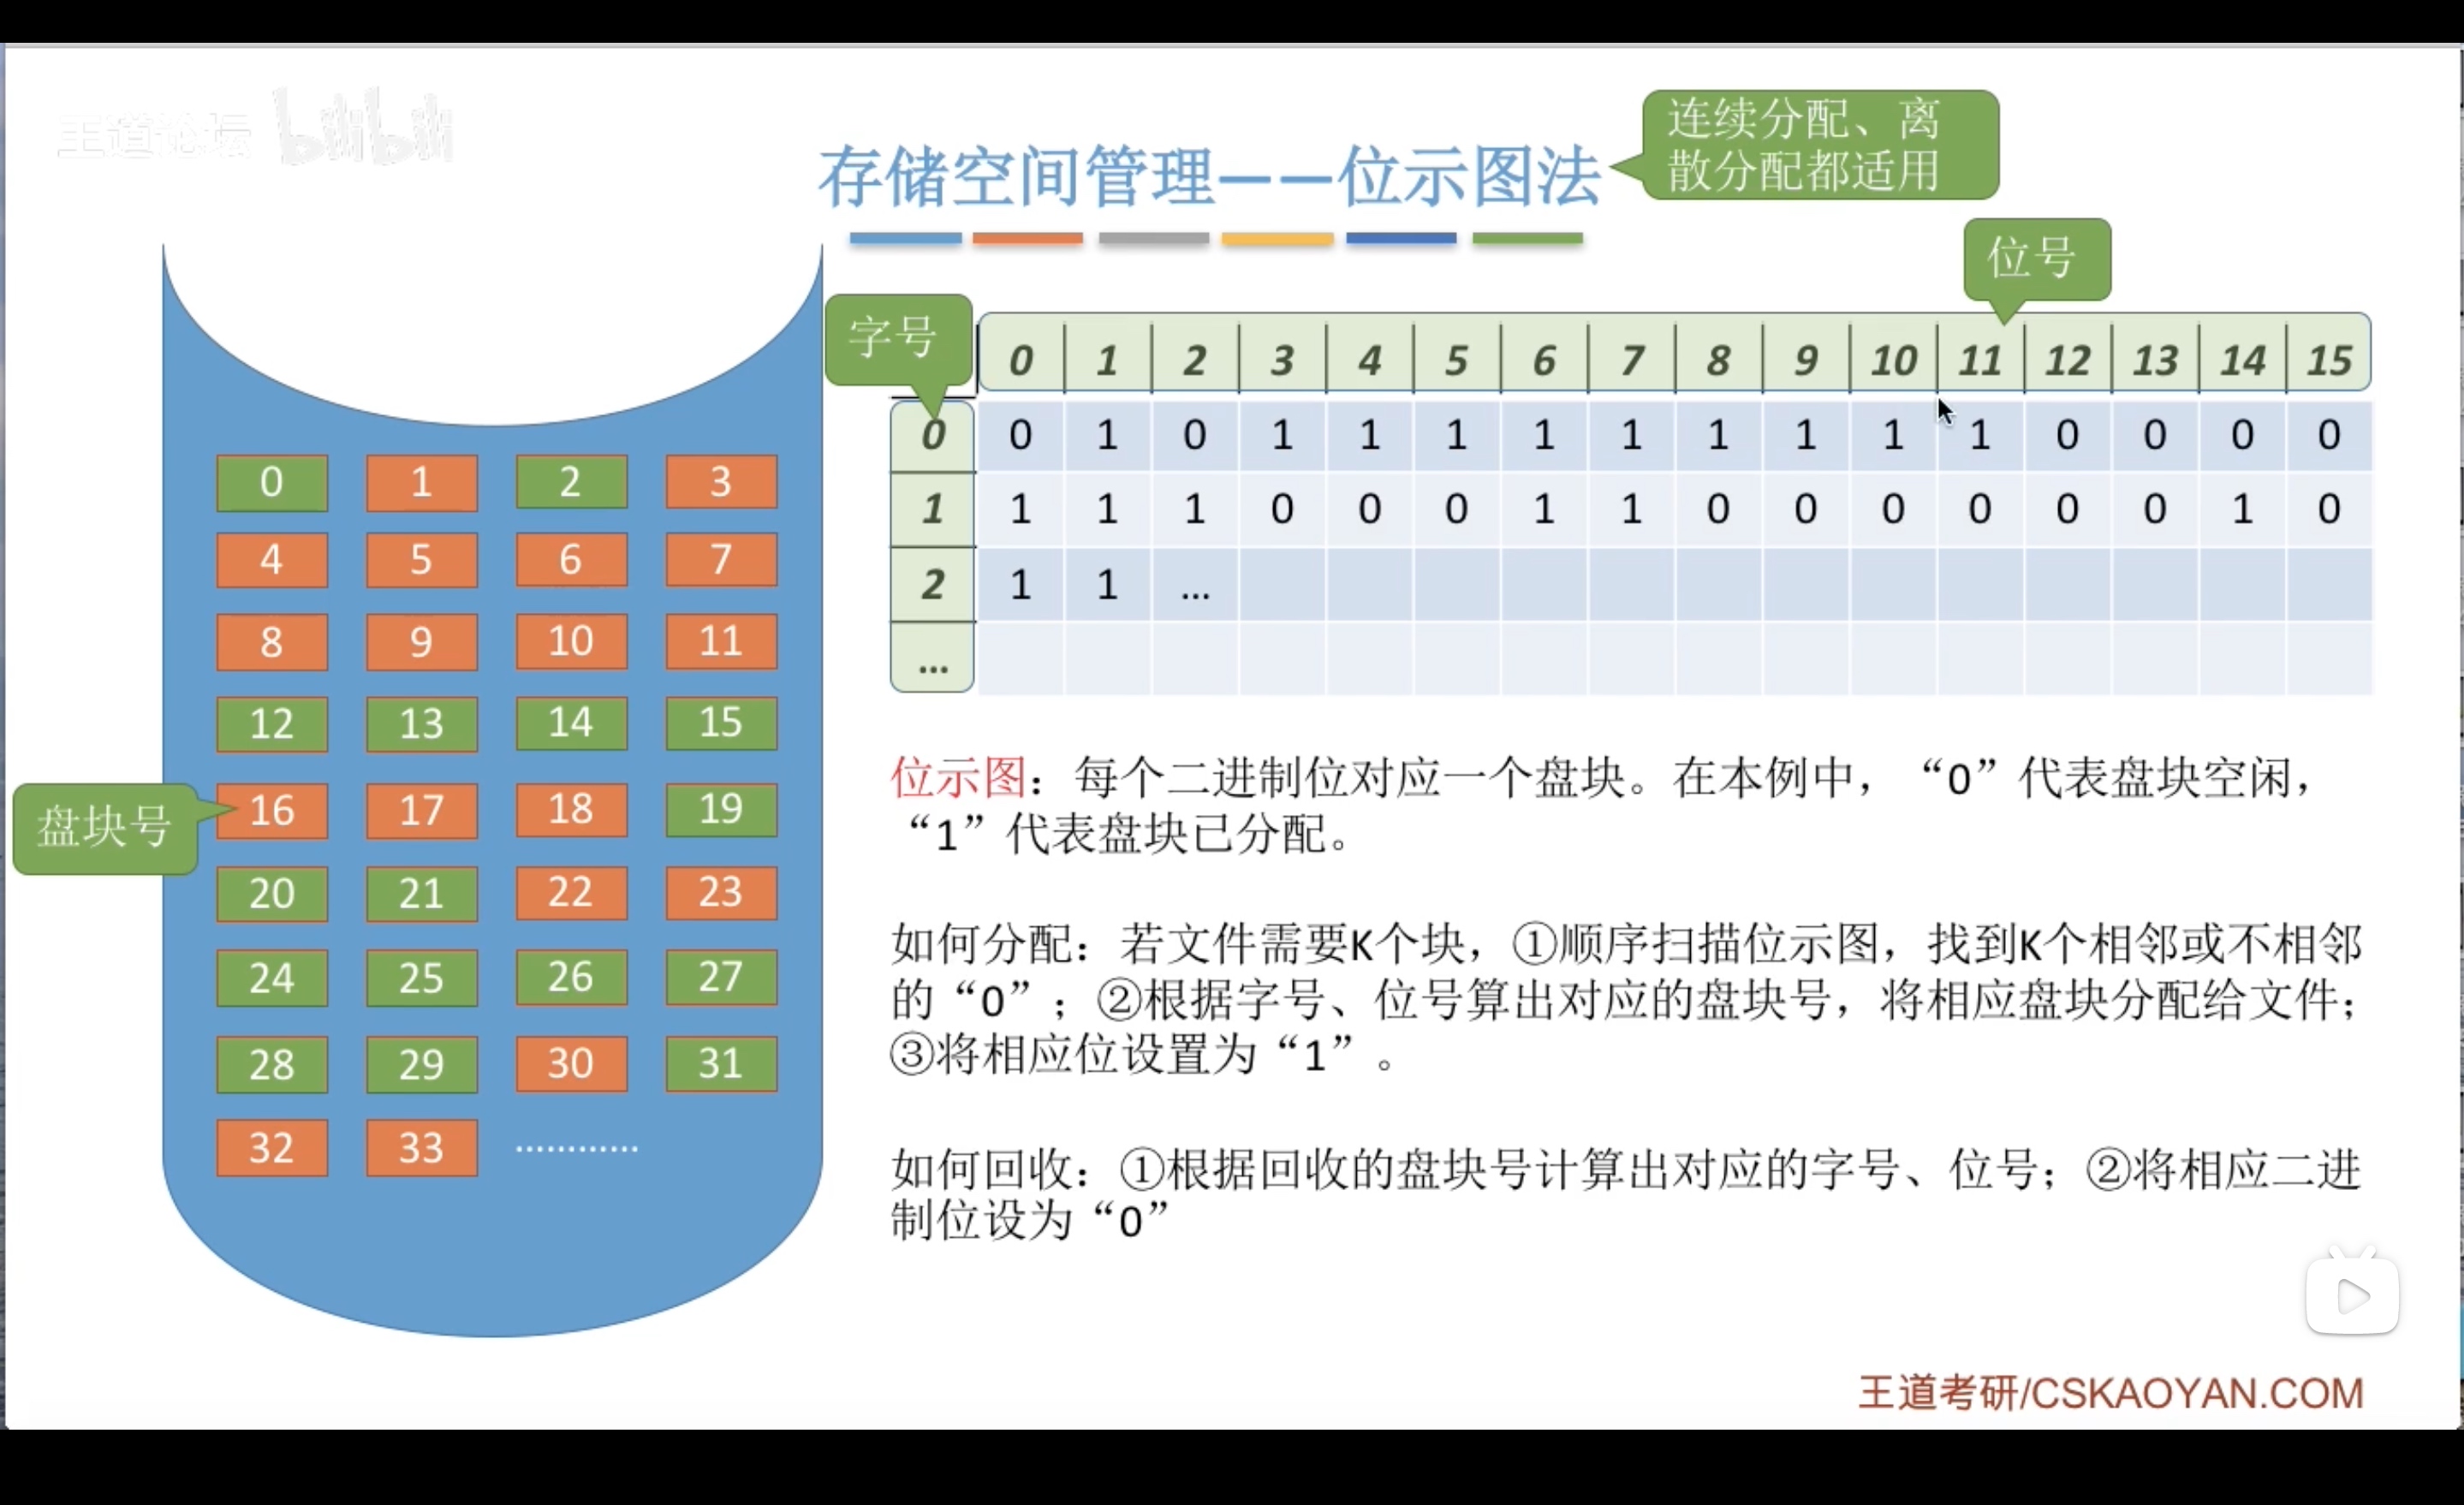 王道论坛 bilibili
存储空间管理——位示图法
连续分配、离
散分配都适用
位号
字号
0 1 2 3 4 5 6 7 8 9 10 11 12 13 14 15
0 0 1 0 1 1 1 1 1 1 1 1 1 0 0 0 0
1 1 1 1 0 0 0 1 1 0 0 0 0 0 0 1 0
2 1 1 ...
...
0 1 2 3
4 5 6 7
8 9 10 11
12 13 14 15
盘块号
16 17 18 19
20 21 22 23
24 25 26 27
28 29 30 31
32 33 …………
位示图：每个二进制位对应一个盘块。在本例中，“0”代表盘块空闲，
“1”代表盘块已分配。
如何分配：若文件需要K个块，①顺序扫描位示图，找到K个相邻或不相邻
的“0”；②根据字号、位号算出对应的盘块号，将相应盘块分配给文件；
③将相应位设置为“1”。
如何回收：①根据回收的盘块号计算出对应的字号、位号；②将相应二进
制位设为“0”
王道考研/CSKAOYAN.COM